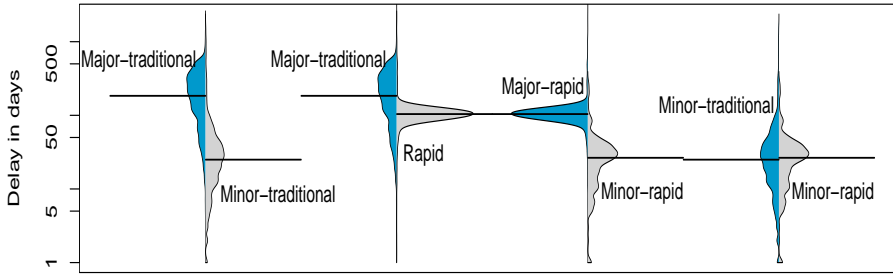 Delay in days
500
50
5
1
Major−traditional
Minor−traditional
Major−traditional
Rapid
Major−rapid
Minor−rapid
Minor−traditional
Minor−rapid